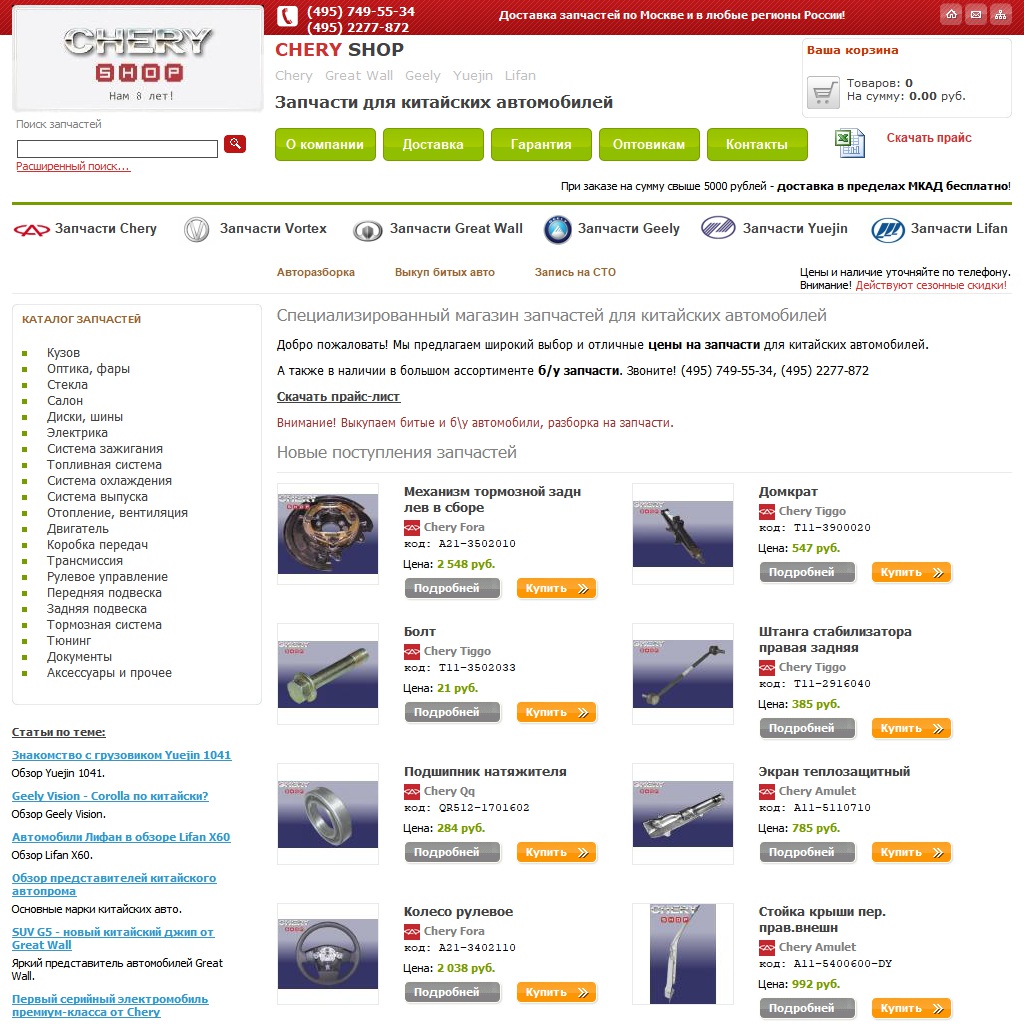 CHERY
SHOP
Нам 8 лет!
(495) 749-55-34
(495) 2277-872
Доставка запчастей по Москве и в любые регионы России!
CHERY SHOP
Chery Great Wall Geely Yuejin Lifan
Запчасти для китайских автомобилей
Ваша корзина
Товаров: 0
На сумму: 0.00 руб.
Поиск запчастей
Расширенный поиск...
О компании
Доставка
Гарантия
Оптовикам
Контакты
Скачать прайс
При заказе на сумму свыше 5000 рублей - доставка в пределах МКАД бесплатно!
Запчасти Chery
Запчасти Vortex
Запчасти Great Wall
Запчасти Geely
Запчасти Yuejin
Запчасти Lifan
Авторазборка
Выкуп битых авто
Запись на СТО
Цены и наличие уточняйте по телефону.
Внимание! Действуют сезонные скидки!
КАТАЛОГ ЗАПЧАСТЕЙ
Кузов
Оптика, фары
Стекла
Салон
Диски, шины
Электрика
Система зажигания
Топливная система
Система охлаждения
Система выпуска
Отопление, вентиляция
Двигатель
Коробка передач
Трансмиссия
Рулевое управление
Передняя подвеска
Задняя подвеска
Тормозная система
Тюнинг
Документы
Аксессуары и прочее
Статьи по теме:
Знакомство с грузовиком Yuejin 1041
Обзор Yuejin 1041.
Geely Vision - Corolla по китайски?
Обзор Geely Vision.
Автомобили Лифан в обзоре Lifan X60
Обзор Lifan X60.
Обзор представителей китайского
автопрома
Основные марки китайских авто.
SUV G5 - новый китайский джип от
Great Wall
Яркий представитель автомобилей Great
Wall.
Первый серийный электромобиль
премиум-класса от Chery
Специализированный магазин запчастей для китайских автомобилей
Добро пожаловать! Мы предлагаем широкий выбор и отличные цены на запчасти для китайских автомобилей.
А также в наличии в большом ассортименте б/у запчасти. Звоните! (495) 749-55-34, (495) 2277-872
Скачать прайс-лист
Внимание! Выкупаем битые и б\у автомобили, разборка на запчасти.
Новые поступления запчастей
Механизм тормозной задн
лев в сборе
Chery Fora
код: A21-3502010
Цена: 2 548 руб.
Подробней
Купить
Домкрат
Chery Tiggo
код: T11-3900020
Цена: 547 руб.
Подробней
Купить
Болт
Chery Tiggo
код: T11-3502033
Цена: 21 руб.
Подробней
Купить
Штанга стабилизатора
правая задняя
Chery Tiggo
код: T11-2916040
Цена: 385 руб.
Подробней
Купить
Подшипник натяжителя
Chery Qq
код: QR512-1701602
Цена: 284 руб.
Подробней
Купить
Экран теплозащитный
Chery Amulet
код: A11-5110710
Цена: 785 руб.
Подробней
Купить
Колесо рулевое
Chery Fora
код: A21-3402110
Цена: 2 038 руб.
Подробней
Купить
CHERY
SHOP
Стойка крыши пер.
прав.внешн
Chery Amulet
код: A11-5400600-DY
Цена: 992 руб.
Подробней
Купить